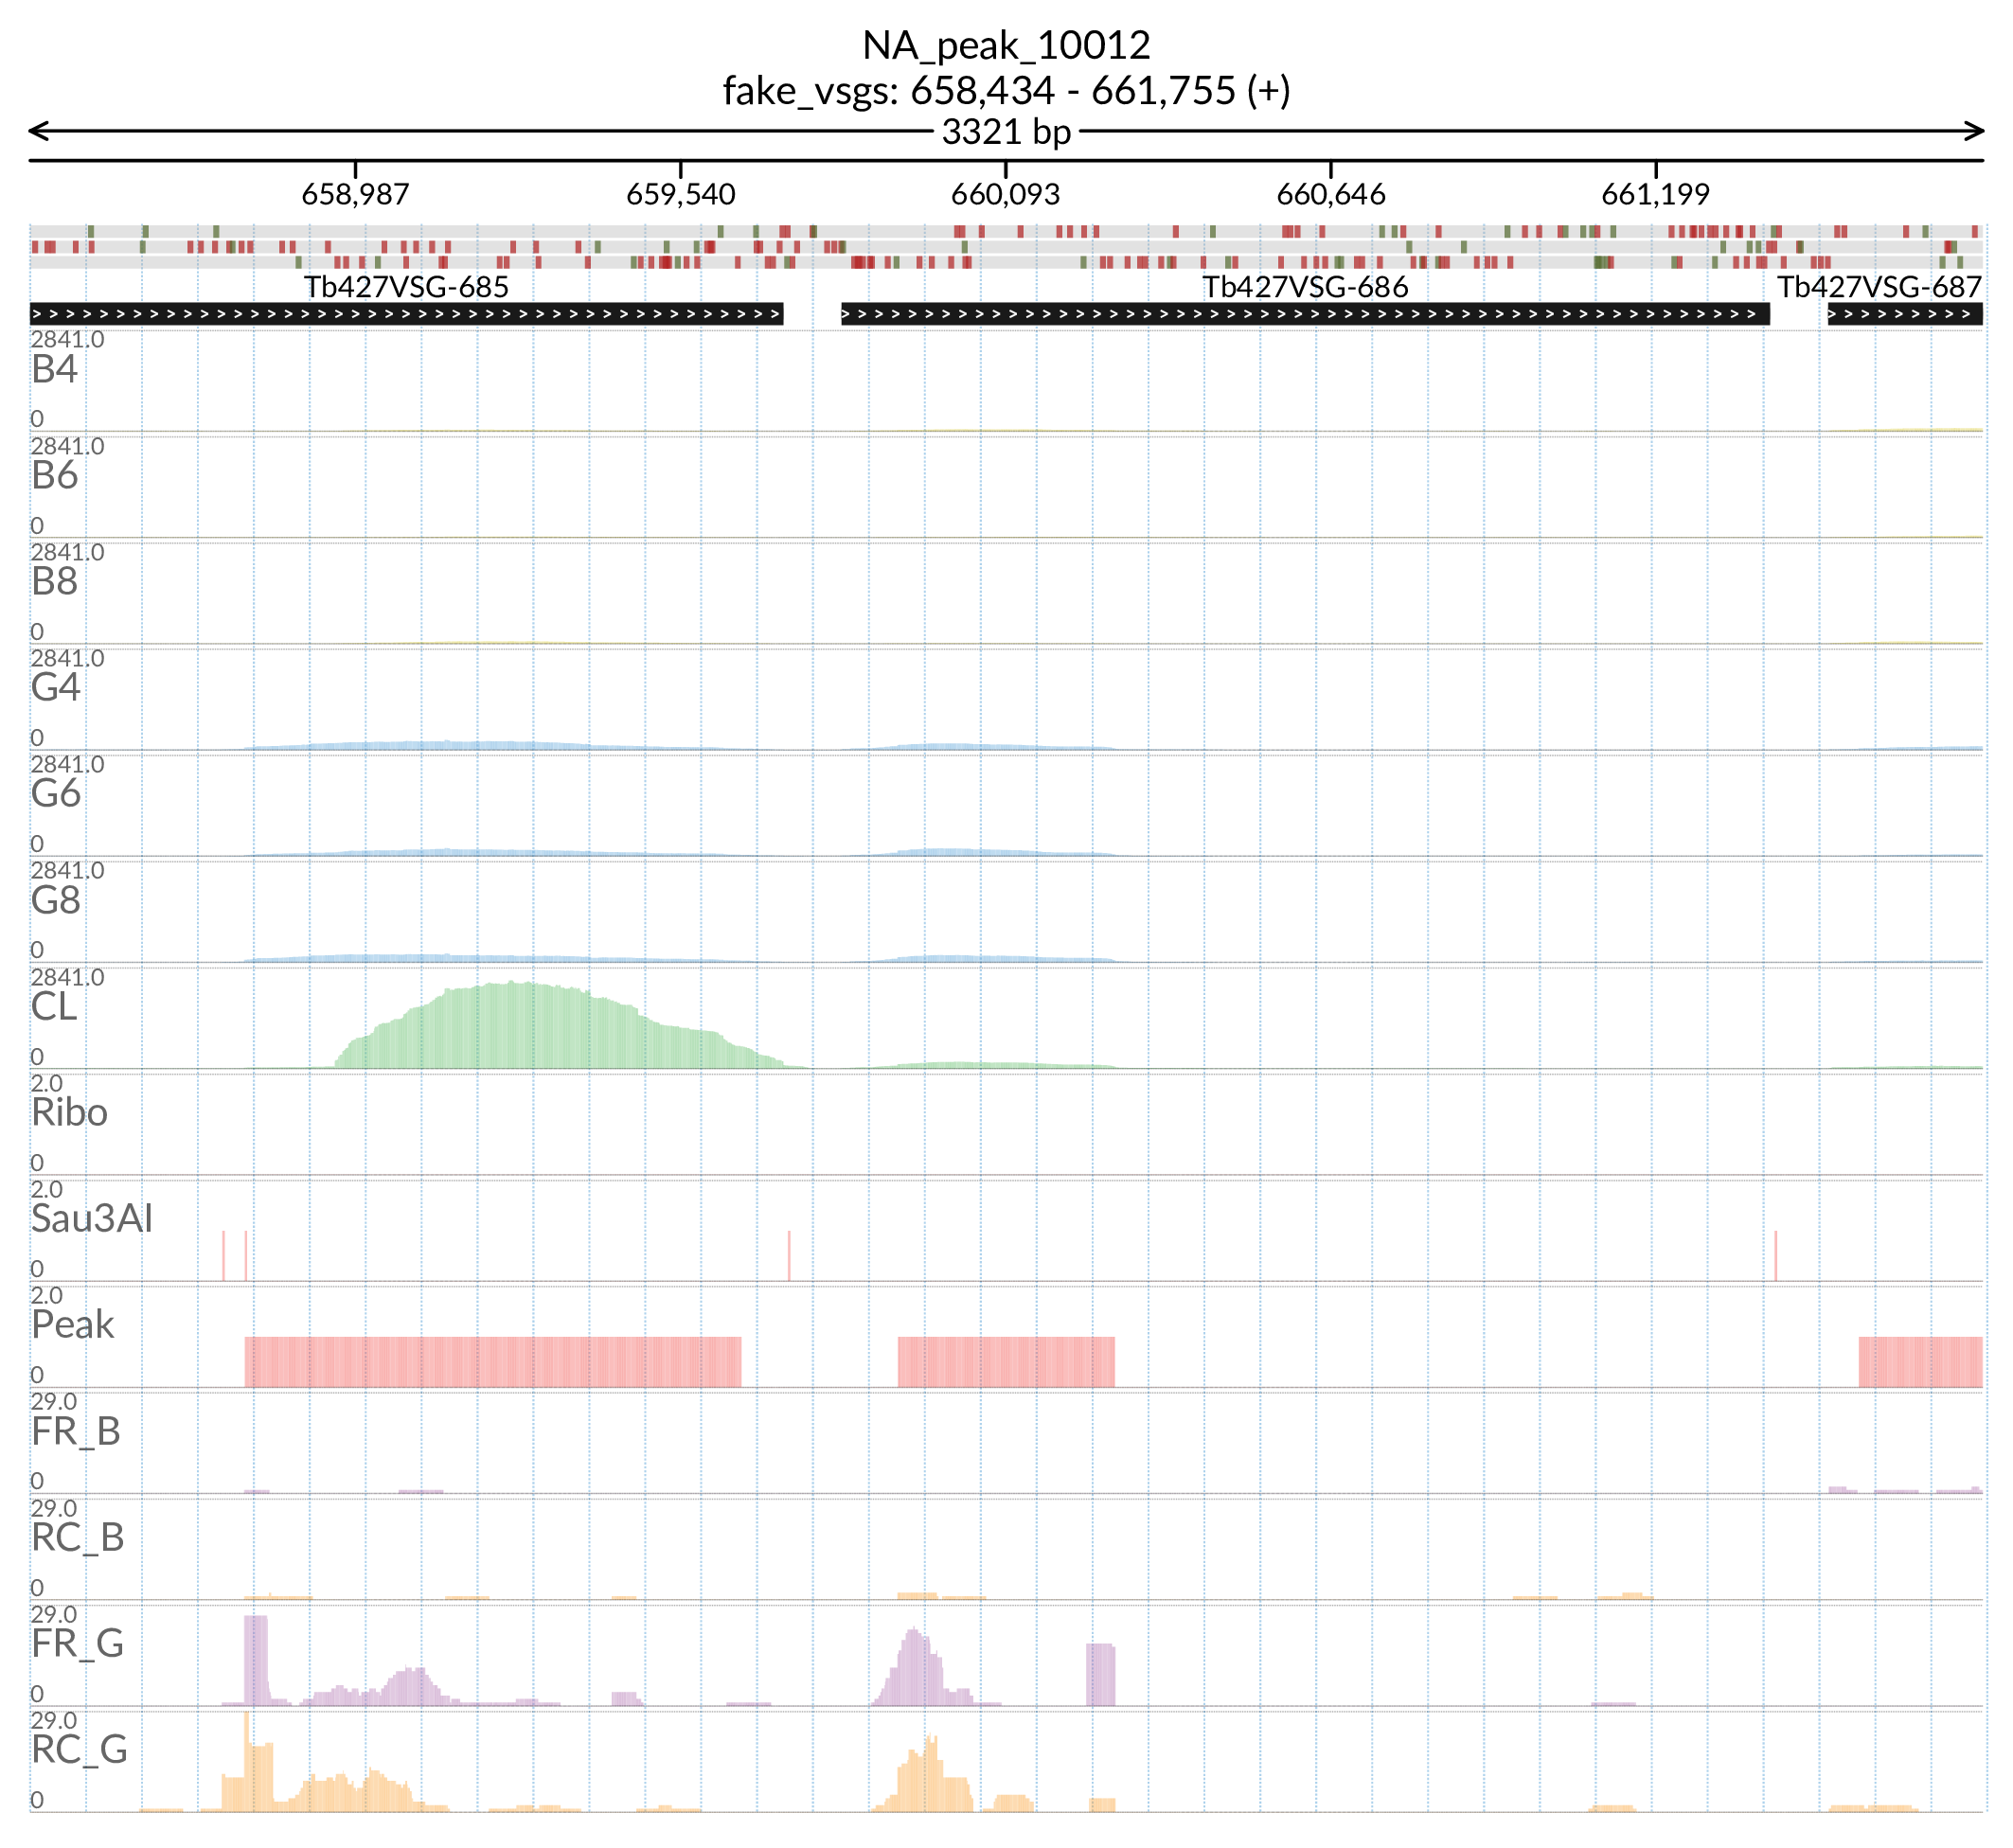 NA_peak_10012
fake_vsgs: 658,434 - 661,755 (+)
3321 bp
658,987 659,540 660,093 660,646 661,199
Tb427VSG-685 Tb427VSG-686 Tb427VSG-687
2841.0
B4
0
2841.0
B6
0
2841.0
B8
0
2841.0
G4
0
2841.0
G6
0
2841.0
G8
0
2841.0
CL
0
2.0
Ribo
0
2.0
Sau3AI
0
2.0
Peak
0
29.0
FR_B
0
29.0
RC_B
0
29.0
FR_G
0
29.0
RC_G
0